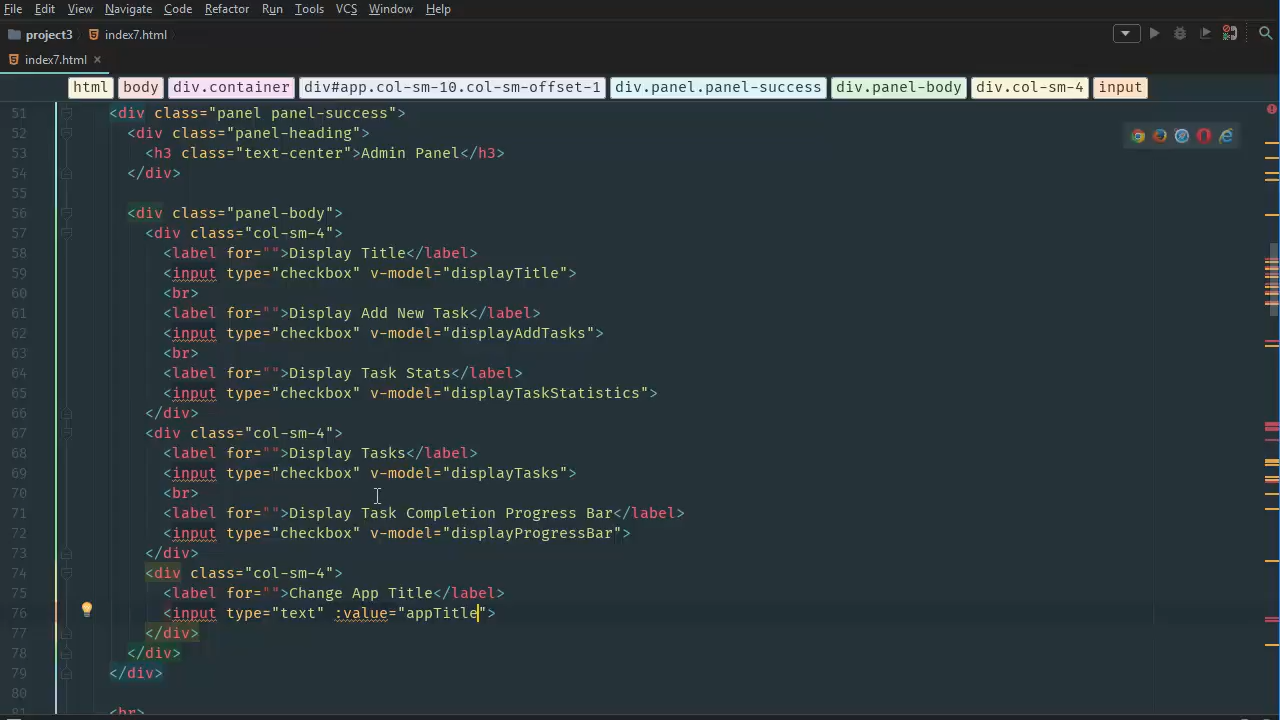 File Edit View Navigate Code Refactor Run Tools VCS Window Help
project3 index7.html
index7.html ×
html body div.container div#app.col-sm-10.col-sm-offset-1 div.panel.panel-success div.panel-body div.col-sm-4 input
51 <div class="panel panel-success">
52 <div class="panel-heading">
53 <h3 class="text-center">Admin Panel</h3>
54 </div>
55
56 <div class="panel-body">
57 <div class="col-sm-4">
58 <label for="">Display Title</label>
59 <input type="checkbox" v-model="displayTitle">
60 <br>
61 <label for="">Display Add New Task</label>
62 <input type="checkbox" v-model="displayAddTasks">
63 <br>
64 <label for="">Display Task Stats</label>
65 <input type="checkbox" v-model="displayTaskStatistics">
66 </div>
67 <div class="col-sm-4">
68 <label for="">Display Tasks</label>
69 <input type="checkbox" v-model="displayTasks">
70 <br>
71 <label for="">Display Task Completion Progress Bar</label>
72 <input type="checkbox" v-model="displayProgressBar">
73 </div>
74 <div class="col-sm-4">
75 <label for="">Change App Title</label>
76 <input type="text" :value="appTitle">
77 </div>
78 </div>
79 </div>
80
81 <br>